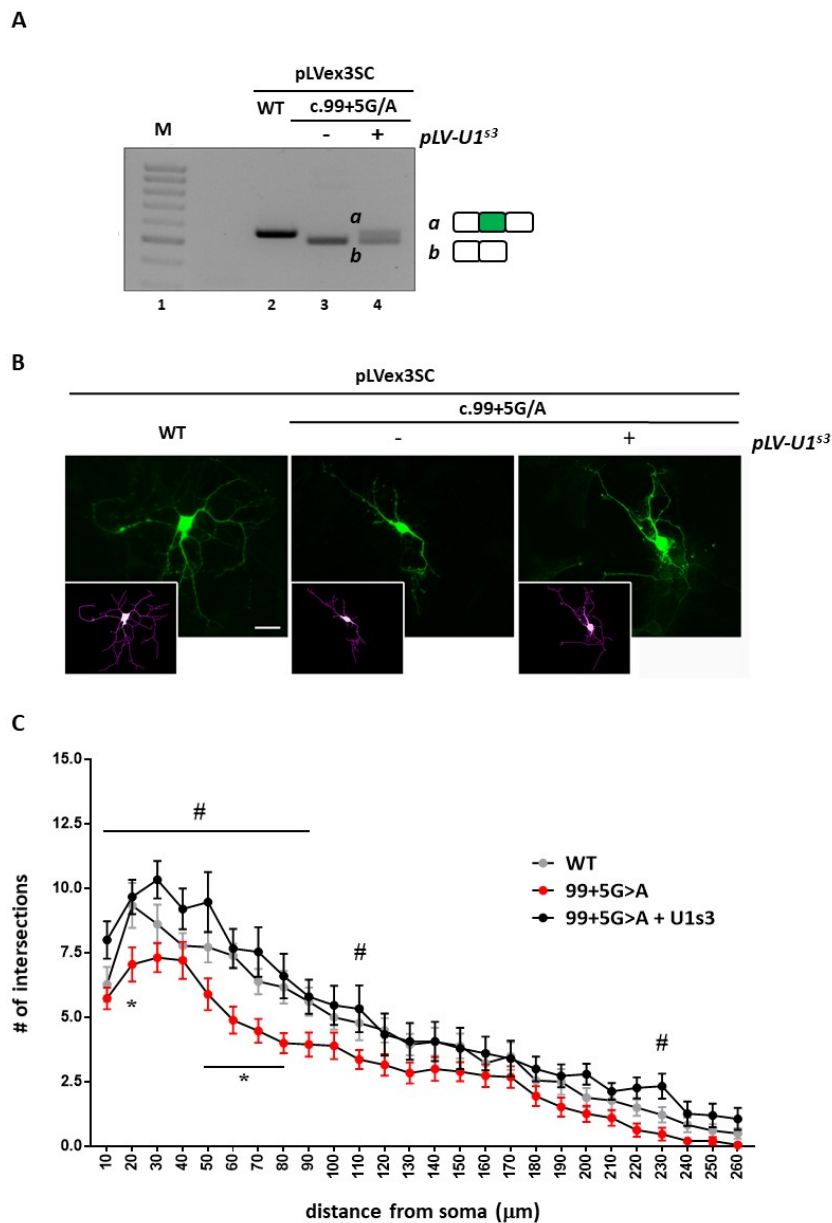 A
pLVex3SC
WT c.99+5G/A
M - + pLV-U1s3
a a
b b
1 2 3 4
B
pLVex3SC
c.99+5G/A
WT - + pLV-U1s3
C
15.0
12.5
10.0
7.5
5.0
2.5
0.0
# of intersections
#
#
#
*
*
WT
99+5G>A
99+5G>A + U1s3
10 20 30 40 50 60 70 80 90 100 110 120 130 140 150 160 170 180 190 200 210 220 230 240 250 260
distance from soma (μm)